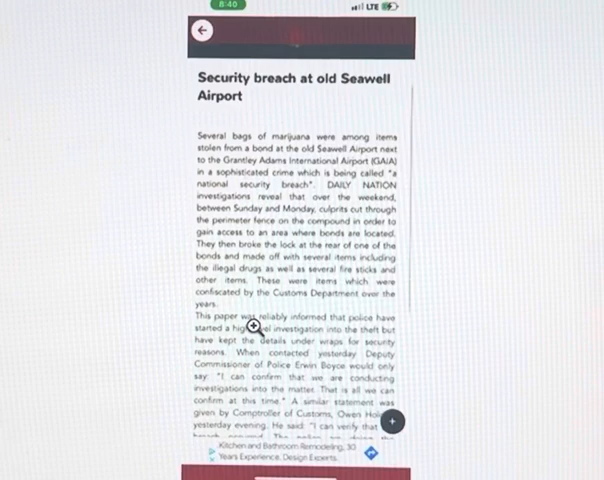 8:40
LTE
Security breach at old Seawell
Airport
Several bags of marijuana were among items
stolen from a bond at the old Seawell Airport next
to the Grantley Adams International Airport (GAIA)
in a sophisticated crime which is being called "a
national security breach". DAILY NATION
investigations reveal that over the weekend,
between Sunday and Monday, culprits cut through
the perimeter fence on the compound in order to
gain access to an area where bonds are located.
They then broke the lock at the rear of one of the
bonds and made off with several items including
the illegal drugs as well as several fire sticks and
other items. These were items which were
confiscated by the Customs Department over the
years.
This paper was reliably informed that police have
started a investigation into the theft but
have kept the details under wraps for security
reasons. When contacted yesterday Deputy
Commissioner of Police Erwin Boyce would only
say: "I can confirm that we are conducting
investigations into the matter. That is all we can
confirm at this time." A similar statement was
given by Comptroller of Customs, Owen
yesterday evening. He said: "I can verify that
Kitchen and Bathroom Remodeling, 30
Years Experience, Design Experts.